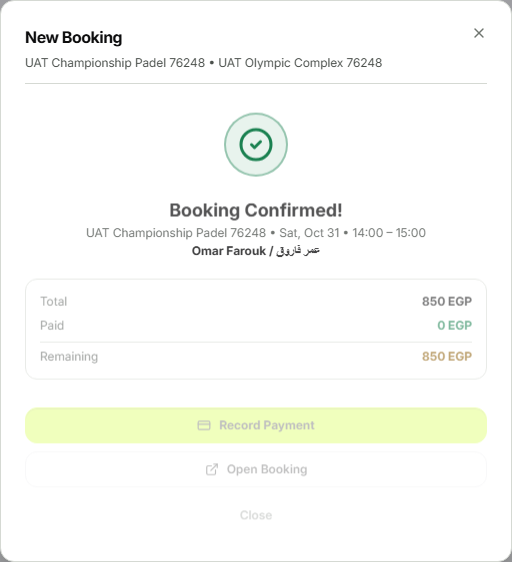 New Booking
UAT Championship Padel 76248 • UAT Olympic Complex 76248
Booking Confirmed!
UAT Championship Padel 76248 • Sat, Oct 31 • 14:00 – 15:00
Omar Farouk / عمر فاروق
Total 850 EGP
Paid 0 EGP
Remaining 850 EGP
Record Payment
Open Booking
Close